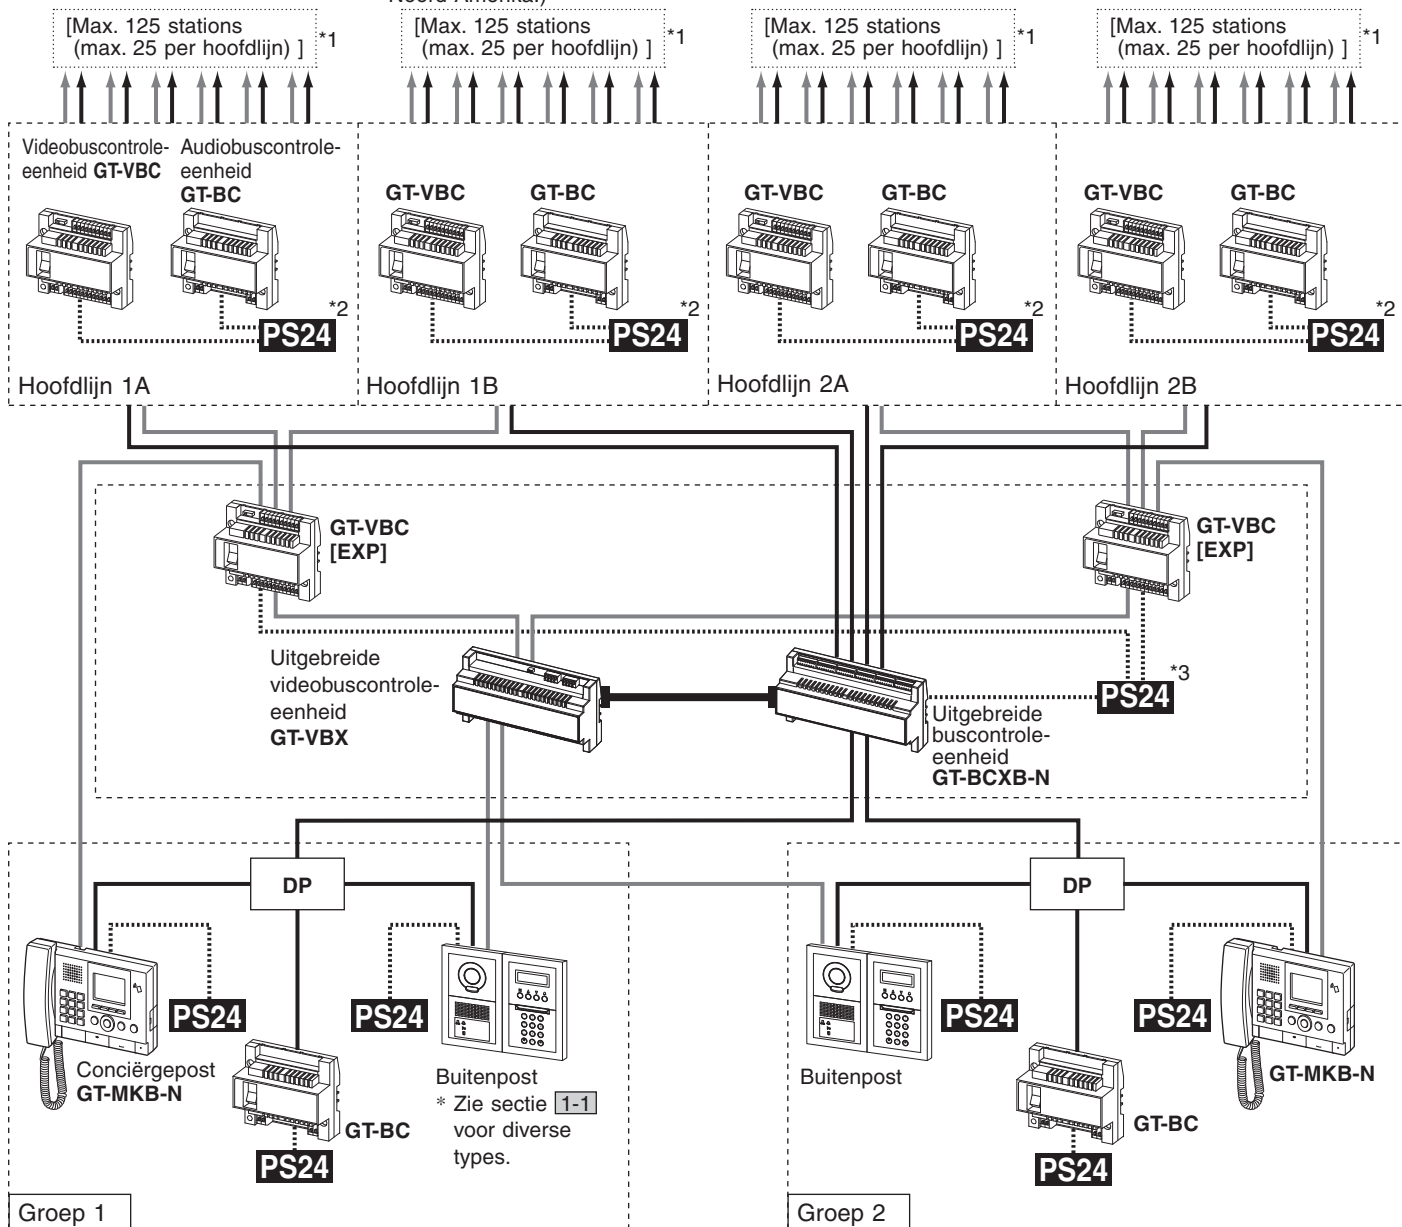 Noord-Amerika.)
[Max. 125 stations
(max. 25 per hoofdlijn) ] *1
[Max. 125 stations
(max. 25 per hoofdlijn) ] *1
[Max. 125 stations
(max. 25 per hoofdlijn) ] *1
[Max. 125 stations
(max. 25 per hoofdlijn) ] *1
Videobuscontrole-
eenheid GT-VBC
Audiobuscontrole-
eenheid
GT-BC
*2
PS24
Hoofdlijn 1A
GT-VBC
GT-BC
*2
PS24
Hoofdlijn 1B
GT-VBC
GT-BC
*2
PS24
Hoofdlijn 2A
GT-VBC
GT-BC
*2
PS24
Hoofdlijn 2B
GT-VBC
[EXP]
GT-VBC
[EXP]
Uitgebreide
videobuscontrole-
eenheid
GT-VBX
*3
PS24
Uitgebreide
buscontrole-
eenheid
GT-BCXB-N
DP
PS24
PS24
Conciërgepost
GT-MKB-N
GT-BC
PS24
Buitenpost
* Zie sectie 1-1
voor diverse
types.
Groep 1
DP
PS24
PS24
Buitenpost
GT-MKB-N
GT-BC
PS24
Groep 2